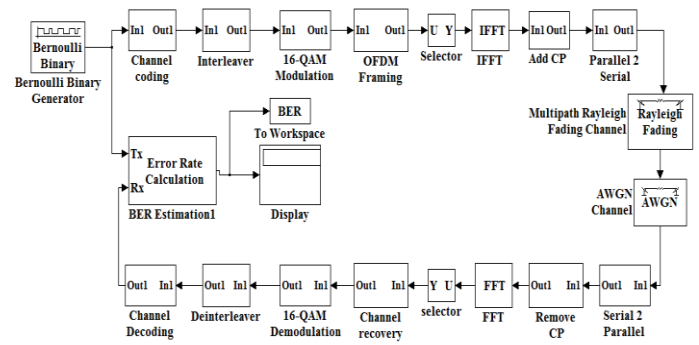 Bernoulli
Binary
Bernoulli Binary
Generator
In1 Out1
Channel
coding
In1 Out1
Interleaver
In1 Out1
16-QAM
Modulation
In1 Out1
OFDM
Framing
U Y
Selector
IFFT
IFFT
In1 Out1
Add CP
In1 Out1
Parallel 2
Serial
Multipath Rayleigh
Fading Channel
Rayleigh
Fading
BER
To Workspace
Tx
Rx
Error Rate
Calculation
BER Estimation1
Display
AWGN
Channel
AWGN
Out1 In1
Channel
Decoding
Out1 In1
Deinterleaver
Out1 In1
16-QAM
Demodulation
Out1 In1
Channel
recovery
Y U
selector
FFT
FFT
Out1 In1
Remove
CP
Out1 In1
Serial 2
Parallel